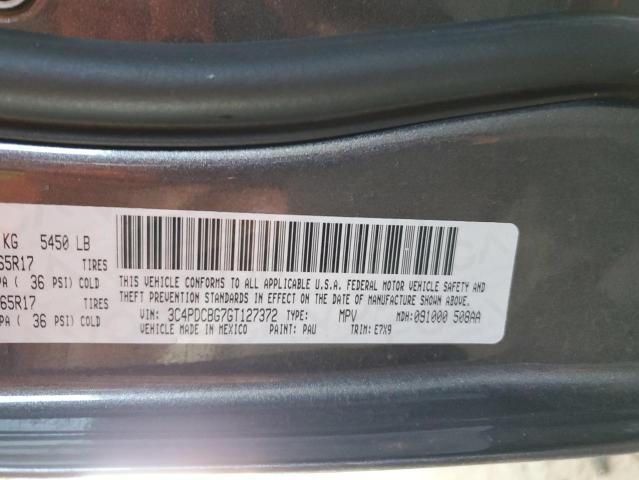 KG 5450 LB
65R17 TIRES
PA ( 36 PSI) COLD
65R17 TIRES
PA ( 36 PSI) COLD
THIS VEHICLE CONFORMS TO ALL APPLICABLE U.S.A. FEDERAL MOTOR VEHICLE SAFETY AND
THEFT PREVENTION STANDARDS IN EFFECT ON THE DATE OF MANUFACTURE SHOWN ABOVE.
VIN: 3C4PDCBG7GT127372 TYPE: MPV MDH: 091000 508AA
VEHICLE MADE IN MEXICO PAINT: PAU TRIM: E7X9